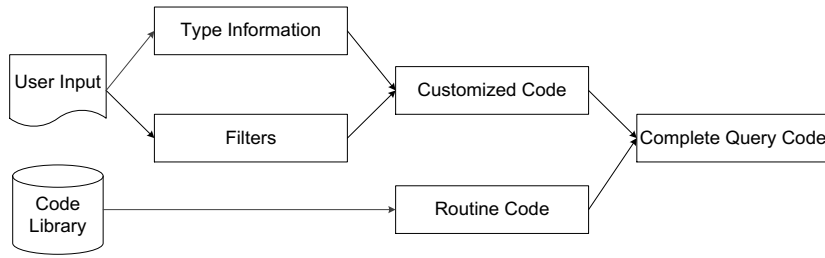 Type Information
User Input
Customized Code
Filters
Complete Query Code
Code
Library
Routine Code